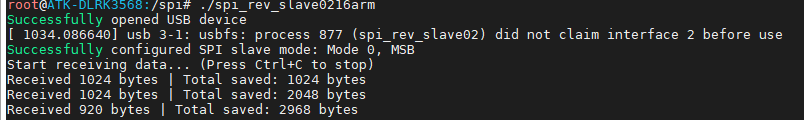 root@ATK-DLRK3568:/spi# ./spi_rev_slave0216arm
Successfully opened USB device
[ 1034.086640] usb 3-1: usbfs: process 877 (spi_rev_slave02) did not claim interface 2 before use
Successfully configured SPI slave mode: Mode 0, MSB
Start receiving data... (Press Ctrl+C to stop)
Received 1024 bytes | Total saved: 1024 bytes
Received 1024 bytes | Total saved: 2048 bytes
Received 920 bytes | Total saved: 2968 bytes